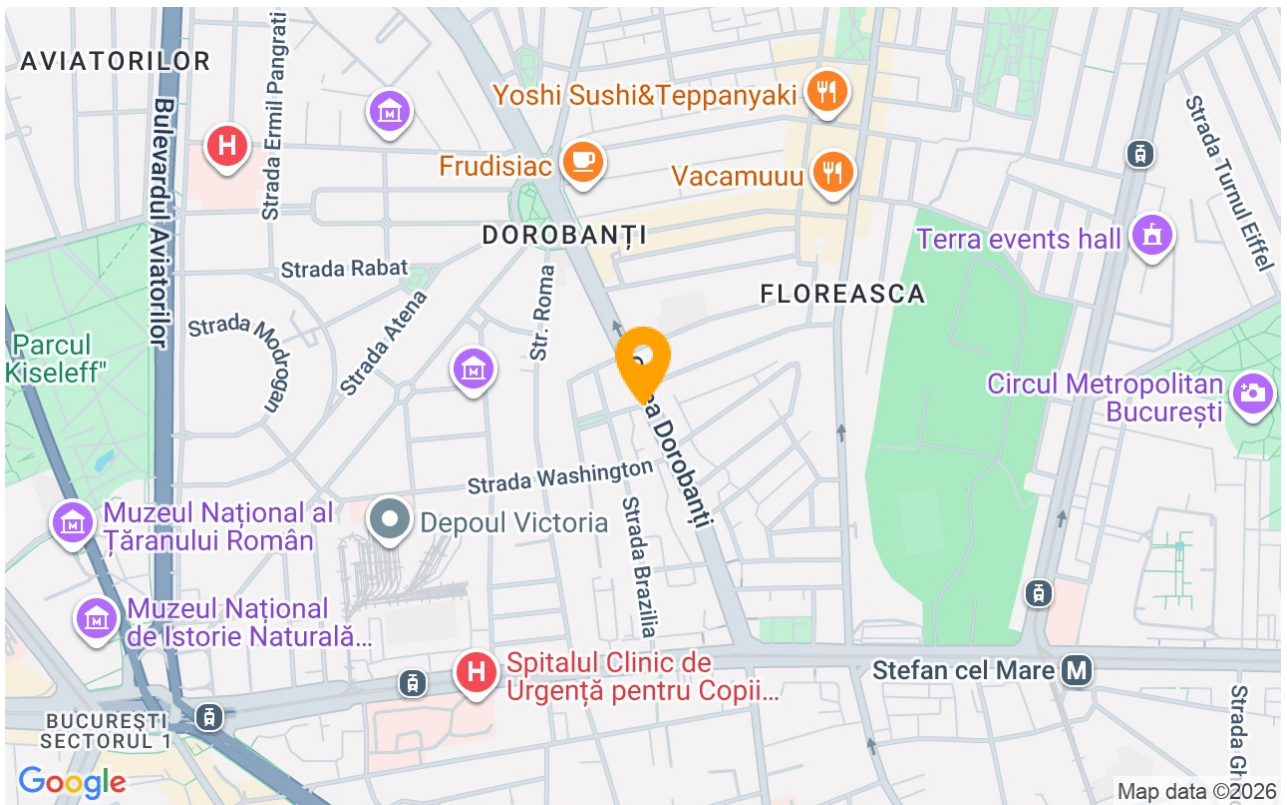 AVIATORILOR
Strada Ermil Pangrati
Bulevardul Aviatorilor
H
M
Yoshi Sushi&Teppanyaki
Frudisiac
Vacamuuu
Strada Turnul Eiffel
DOROBANȚI
Terra events hall
Strada Rabat
Str. Roma
FLOREASCA
Strada Modrogan
Strada Atena
Parcul
Kiseleff"
M
Circul Metropolitan
București
Dorobanți
Strada Washington
Muzeul Național al
Țăranului Român
M
Depoul Victoria
Strada Brazilia
Muzeul Național
de Istorie Naturală...
M
H
Spitalul Clinic de
Urgență pentru Copii...
Stefan cel Mare M
BUCUREȘTI
SECTORUL 1
Strada Gh
Google
Map data ©2026